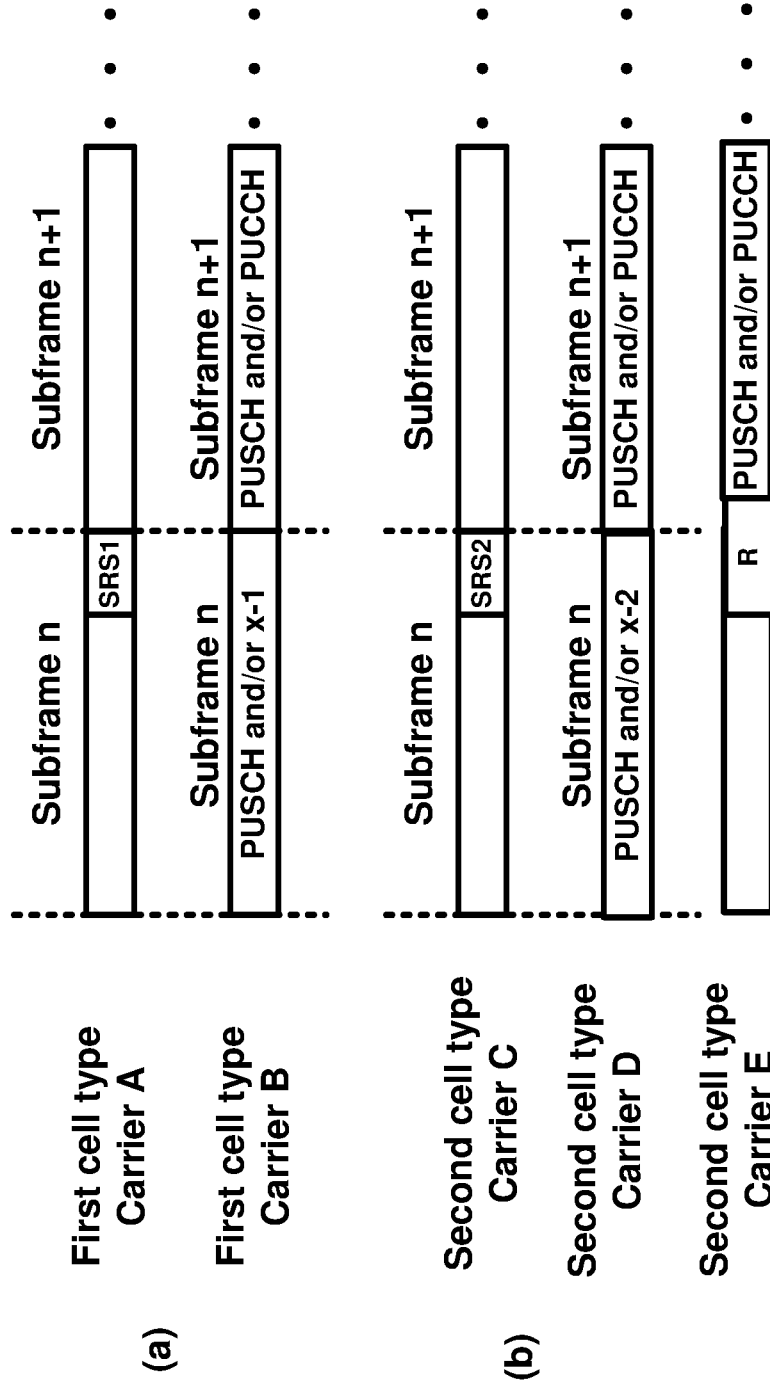 (a)
First cell type
Carrier A
Subframe n
Subframe n+1
SRS1
First cell type
Carrier B
Subframe n
Subframe n+1
PUSCH and/or x-1
PUSCH and/or PUCCH
(b)
Second cell type
Carrier C
Subframe n
Subframe n+1
SRS2
Second cell type
Carrier D
Subframe n
Subframe n+1
PUSCH and/or x-2
PUSCH and/or PUCCH
Second cell type
Carrier E
R
PUSCH and/or PUCCH